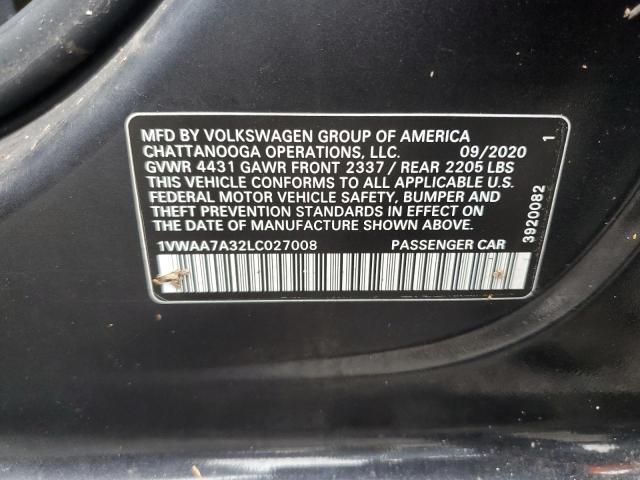 MFD BY VOLKSWAGEN GROUP OF AMERICA
CHATTANOOGA OPERATIONS, LLC. 09/2020
GVWR 4431 GAWR FRONT 2337 / REAR 2205 LBS
THIS VEHICLE CONFORMS TO ALL APPLICABLE U.S.
FEDERAL MOTOR VEHICLE SAFETY, BUMPER AND
THEFT PREVENTION STANDARDS IN EFFECT ON
THE DATE OF MANUFACTURE SHOWN ABOVE.
1VWAA7A32LC027008 PASSENGER CAR
3920082 1